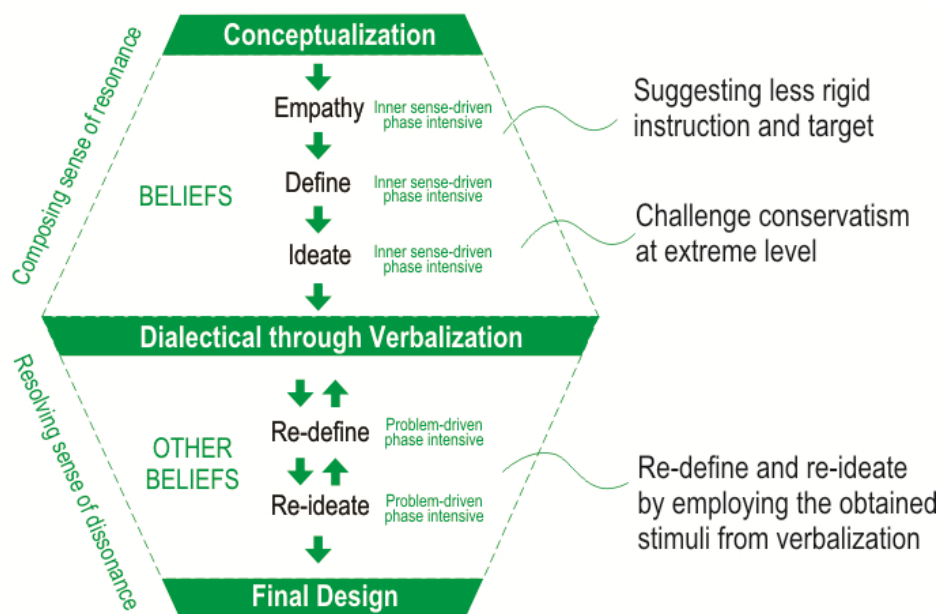 Conceptualization
Composing sense of resonance
Empathy
Inner sense-driven
phase intensive
Suggesting less rigid
instruction and target
BELIEFS
Define
Inner sense-driven
phase intensive
Ideate
Inner sense-driven
phase intensive
Challenge conservatism
at extreme level
Dialectical through Verbalization
Resolving sense of dissonance
OTHER
BELIEFS
Re-define
Problem-driven
phase intensive
Re-ideate
Problem-driven
phase intensive
Re-define and re-ideate
by employing the obtained
stimuli from verbalization
Final Design